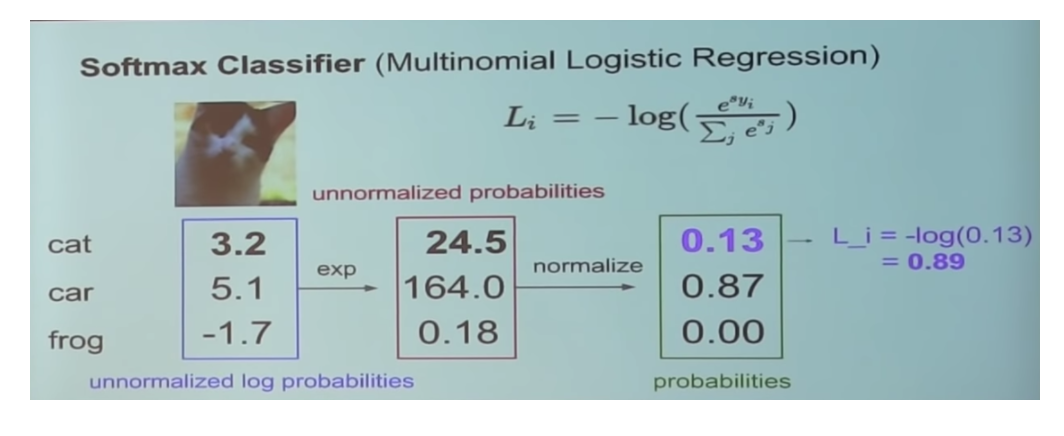 Softmax Classifier (Multinomial Logistic Regression)
L_i = − log(e^{s_{y_i}} / ∑_j e^{s_j})
unnormalized probabilities
cat 3.2 24.5 0.13 → L_i = -log(0.13)
= 0.89
exp normalize
car 5.1 164.0 0.87
frog -1.7 0.18 0.00
unnormalized log probabilities probabilities